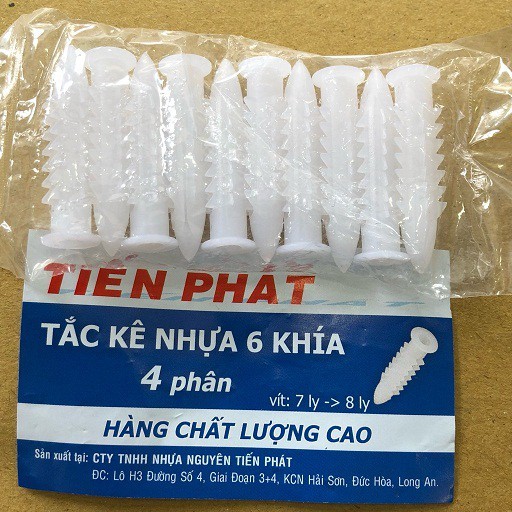 TIẾN PHÁT
TẮC KÊ NHỰA 6 KHÍA
4 phân
vít: 7 ly -> 8 ly
HÀNG CHẤT LƯỢNG CAO
Sản xuất tại: CTY TNHH NHỰA NGUYÊN TIẾN PHÁT
ĐC: Lô H3 Đường Số 4, Giai Đoạn 3+4, KCN Hải Sơn, Đức Hòa, Long An.